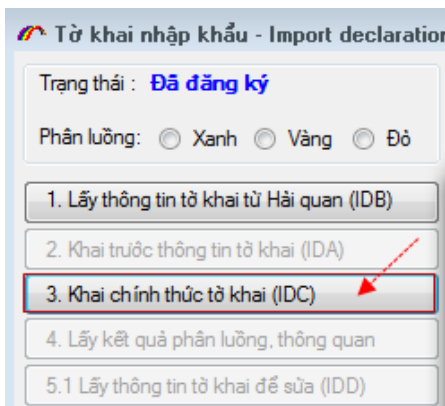 Tờ khai nhập khẩu - Import declaration
Trạng thái : Đã đăng ký
Phân luồng: Xanh Vàng Đỏ
1. Lấy thông tin tờ khai từ Hải quan (IDB)
2. Khai trước thông tin tờ khai (IDA)
3. Khai chính thức tờ khai (IDC)
4. Lấy kết quả phân luồng, thông quan
5.1 Lấy thông tin tờ khai để sửa (IDD)